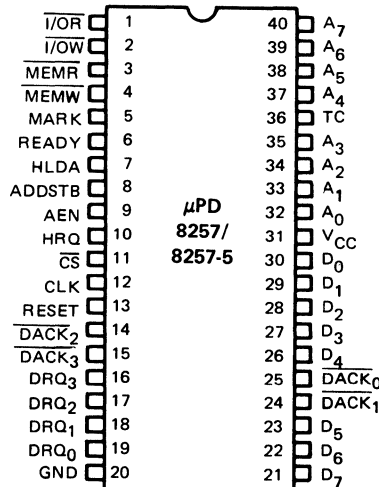 I/OR 1 40 A7
I/OW 2 39 A6
MEMR 3 38 A5
MEMW 4 37 A4
MARK 5 36 TC
READY 6 35 A3
HLDA 7 34 A2
ADDSTB 8 33 A1
AEN 9 32 A0
HRQ 10 31 VCC
CS 11 30 D0
CLK 12 29 D1
RESET 13 28 D2
DACK2 14 27 D3
DACK3 15 26 D4
DRQ3 16 25 DACK0
DRQ2 17 24 DACK1
DRQ1 18 23 D5
DRQ0 19 22 D6
GND 20 21 D7
μPD
8257/
8257-5